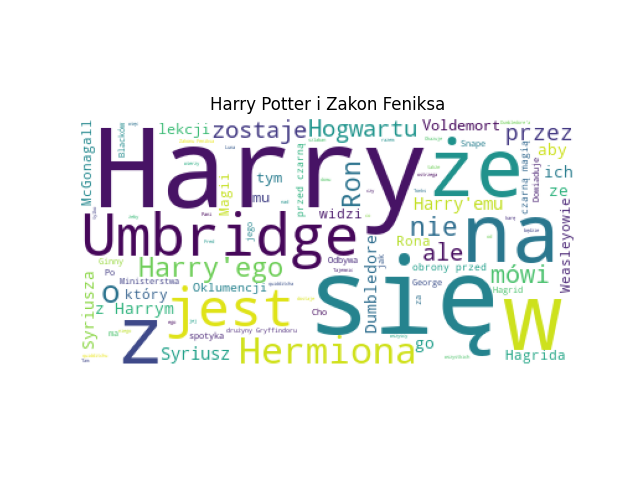 Harry Potter i Zakon Feniksa
McGonagall
Blacków
lekcji
zostaje
Hogwartu
Voldemort
Snape
przez
aby
ich
ze
Harry
że
czarną magią
przed czarną
Magii
tym
mu
Ron
widzi
Harry'emu
nie
na
Weasleyowie
Umbridge
jego
Rona
ale
Dumbledore
jak
Odbywa
obrony przed
mówi
Ginny
Po
Ministerstwa
Harry'ego
Oklumencji
Syriusza
o
który
z
Harrym
jest
się
George
za
Hagrid
w
na
z
Cho
drużyny Gryffindoru
spotyka
Syriusz
Hermiona
go
Hagrida